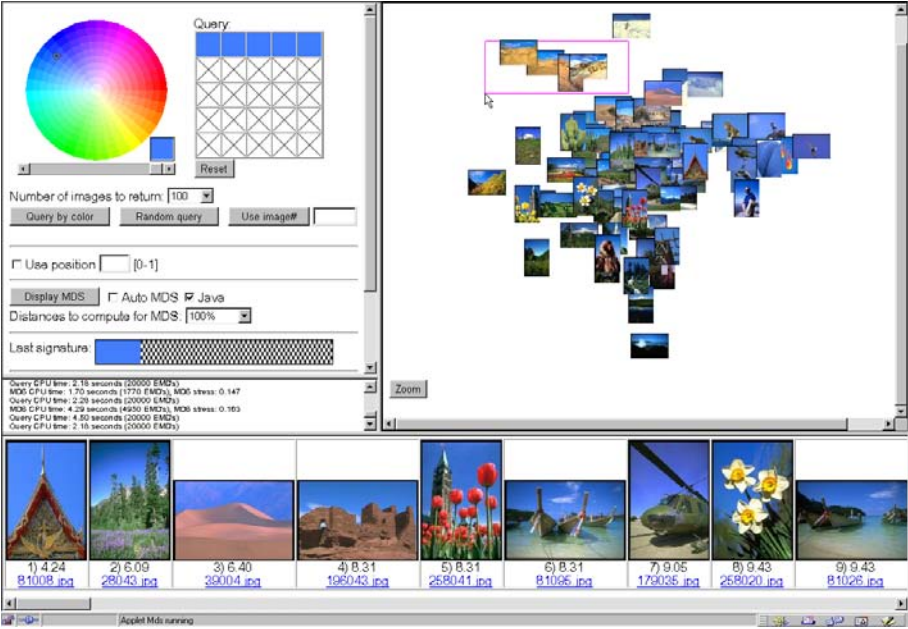 Query:
Reset
Number of images to return: 100
Query by color Random query Use image#
Use position [0-1]
Display MDS Auto MDS Java
Distances to compute for MDS: 100%
Last signature:
Query CPU time: 2.18 seconds (20000 EMD's)
MDS CPU time: 1.70 seconds (1770 EMD's), MDS stress: 0.147
Query CPU time: 2.28 seconds (20000 EMD's)
MDS CPU time: 4.29 seconds (4950 EMD's), MDS stress: 0.163
Query CPU time: 4.50 seconds (20000 EMD's)
Query CPU time: 2.18 seconds (20000 EMD's)
Zoom
1) 4.24
81008.jpg
2) 6.09
28043.jpg
3) 6.40
39004.jpg
4) 8.31
196043.jpg
5) 8.31
258041.jpg
6) 8.31
81095.jpg
7) 9.05
179035.jpg
8) 9.43
258020.jpg
9) 9.43
81026.jpg
Applet Mds running